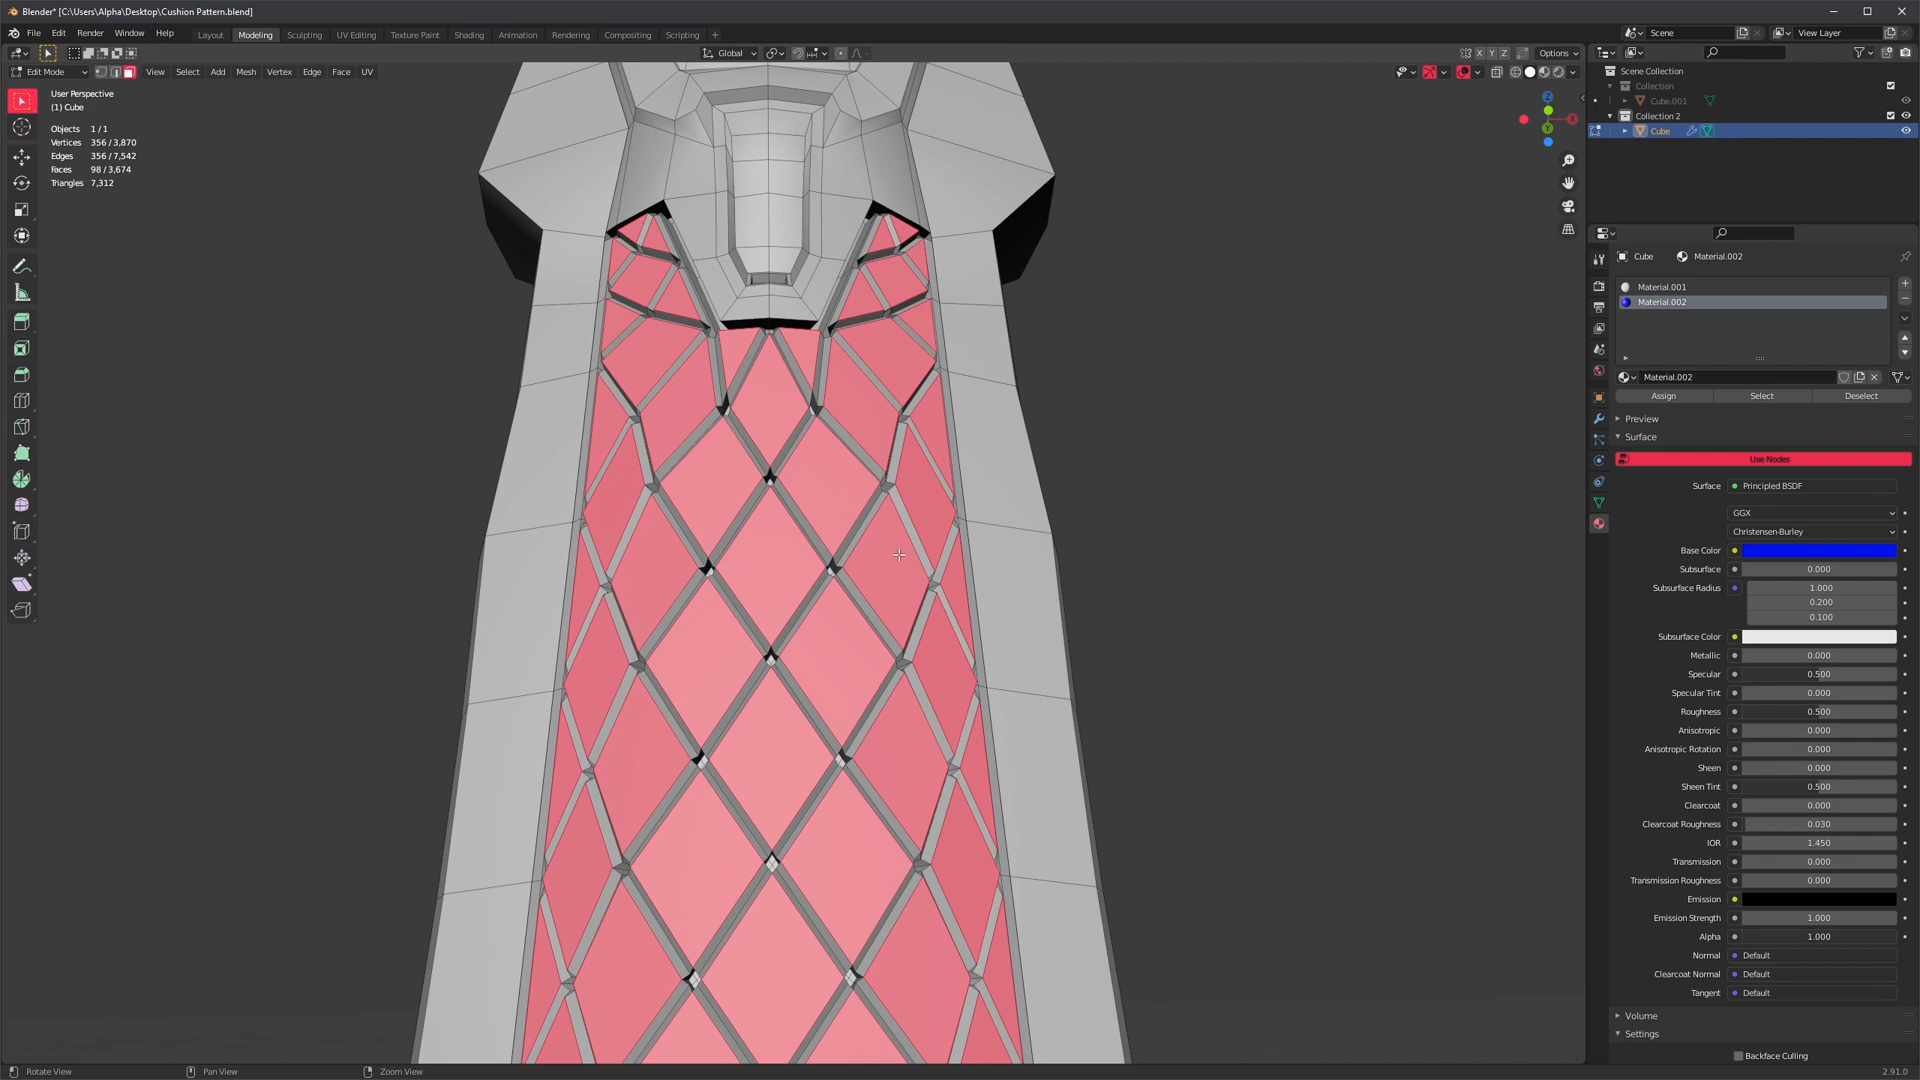 Blender* [C:\Users\Alpha\Desktop\Cushion Pattern.blend]
File Edit Render Window Help
Layout Modeling Sculpting UV Editing Texture Paint Shading Animation Rendering Compositing Scripting +
Scene
View Layer
Global
X Y Z
Options
Edit Mode
View Select Add Mesh Vertex Edge Face UV
User Perspective
(1) Cube
Objects 1/1
Vertices 356/3,870
Edges 356/7,542
Faces 98/3,674
Triangles 7,312
Z
X
Y
Scene Collection
Collection
Cube.001
Collection 2
Cube
Cube Material.002
Material.001
Material.002
Material.002
Assign Select Deselect
Preview
Surface
Use Nodes
Surface Principled BSDF
GGX
Christensen-Burley
Base Color
Subsurface 0.000
Subsurface Radius 1.000
0.200
0.100
Subsurface Color
Metallic 0.000
Specular 0.500
Specular Tint 0.000
Roughness 0.500
Anisotropic 0.000
Anisotropic Rotation 0.000
Sheen 0.000
Sheen Tint 0.500
Clearcoat 0.000
Clearcoat Roughness 0.030
IOR 1.450
Transmission 0.000
Transmission Roughness 0.000
Emission
Emission Strength 1.000
Alpha 1.000
Normal Default
Clearcoat Normal Default
Tangent Default
Volume
Settings
Backface Culling
Rotate View Pan View Zoom View
2.91.0